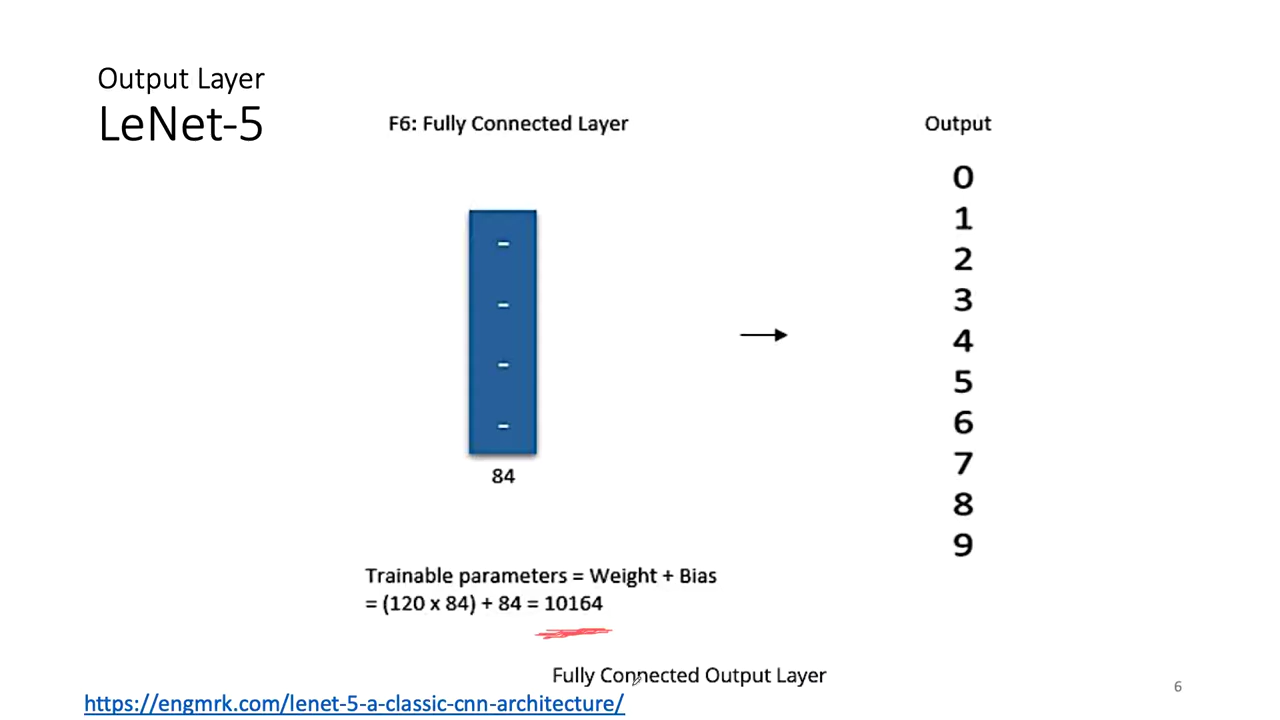 Output Layer
LeNet-5
F6: Fully Connected Layer
Output
0
1
2
3
4
5
6
7
8
9
-
-
-
-
84
Trainable parameters = Weight + Bias
= (120 x 84) + 84 = 10164
Fully Connected Output Layer
https://engmrk.com/lenet-5-a-classic-cnn-architecture/
6